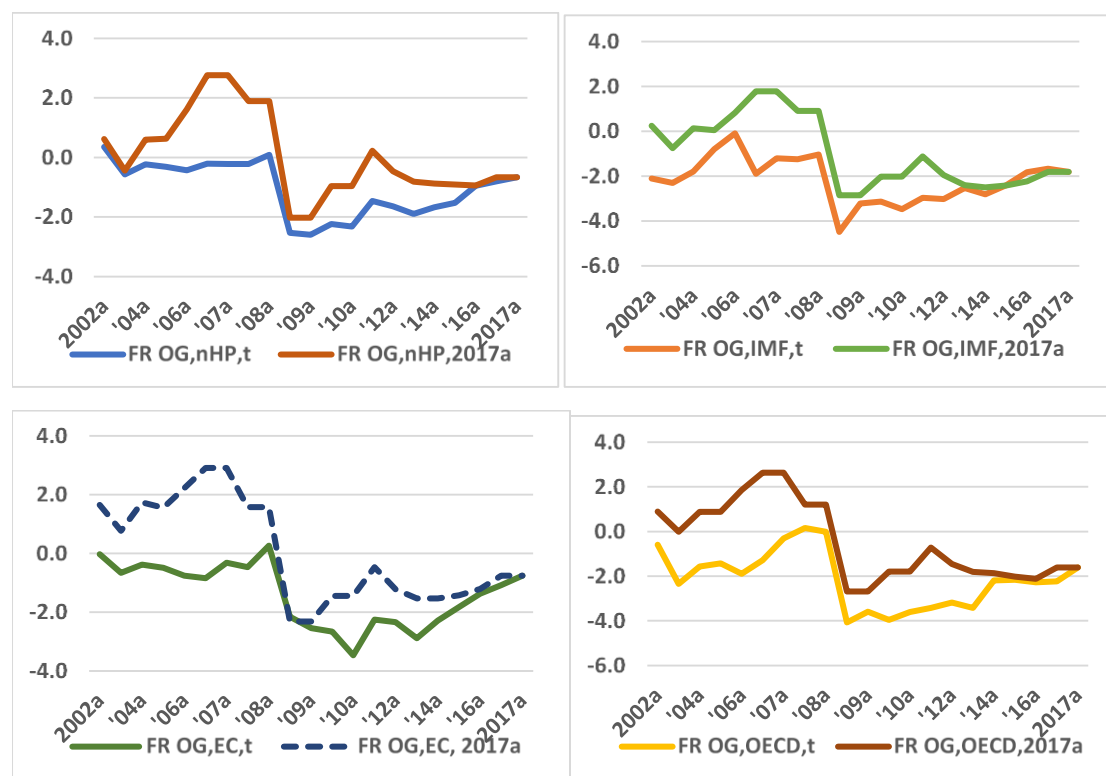 4.0
2.0
0.0
-2.0
-4.0
2002a '04a '06a '07a '08a '09a '10a '12a '14a '16a 2017a
FR OG,nHP,t FR OG,nHP,2017a
4.0
2.0
0.0
-2.0
-4.0
-6.0
2002a '04a '06a '07a '08a '09a '10a '12a '14a '16a 2017a
FR OG,IMF,t FR OG,IMF,2017a
4.0
2.0
0.0
-2.0
-4.0
2002a '04a '06a '07a '08a '09a '10a '12a '14a '16a 2017a
FR OG,EC,t FR OG,EC, 2017a
4.0
2.0
0.0
-2.0
-4.0
-6.0
2002a '04a '06a '07a '08a '09a '10a '12a '14a '16a 2017a
FR OG,OECD,t FR OG,OECD,2017a